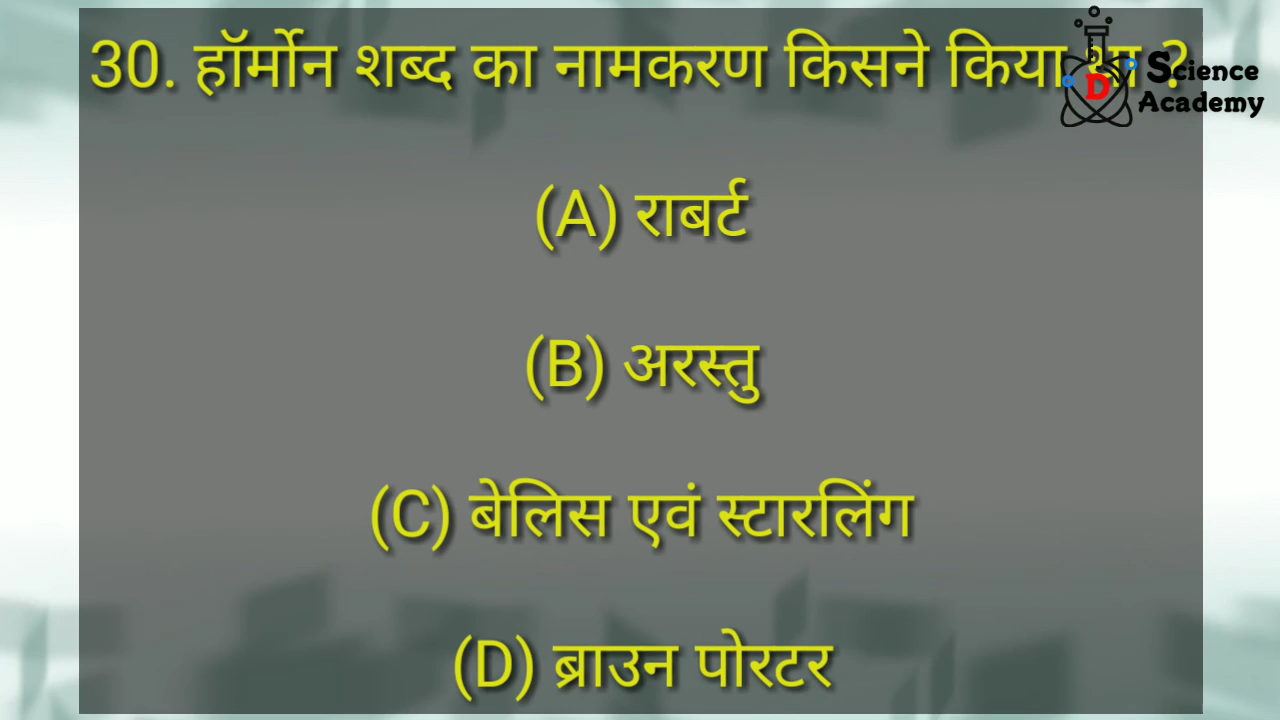 30. हॉर्मोन शब्द का नामकरण किसने किया था ?
D Science
Academy
(A) राबर्ट
(B) अरस्तु
(C) बेलिस एवं स्टारलिंग
(D) ब्राउन पोरटर